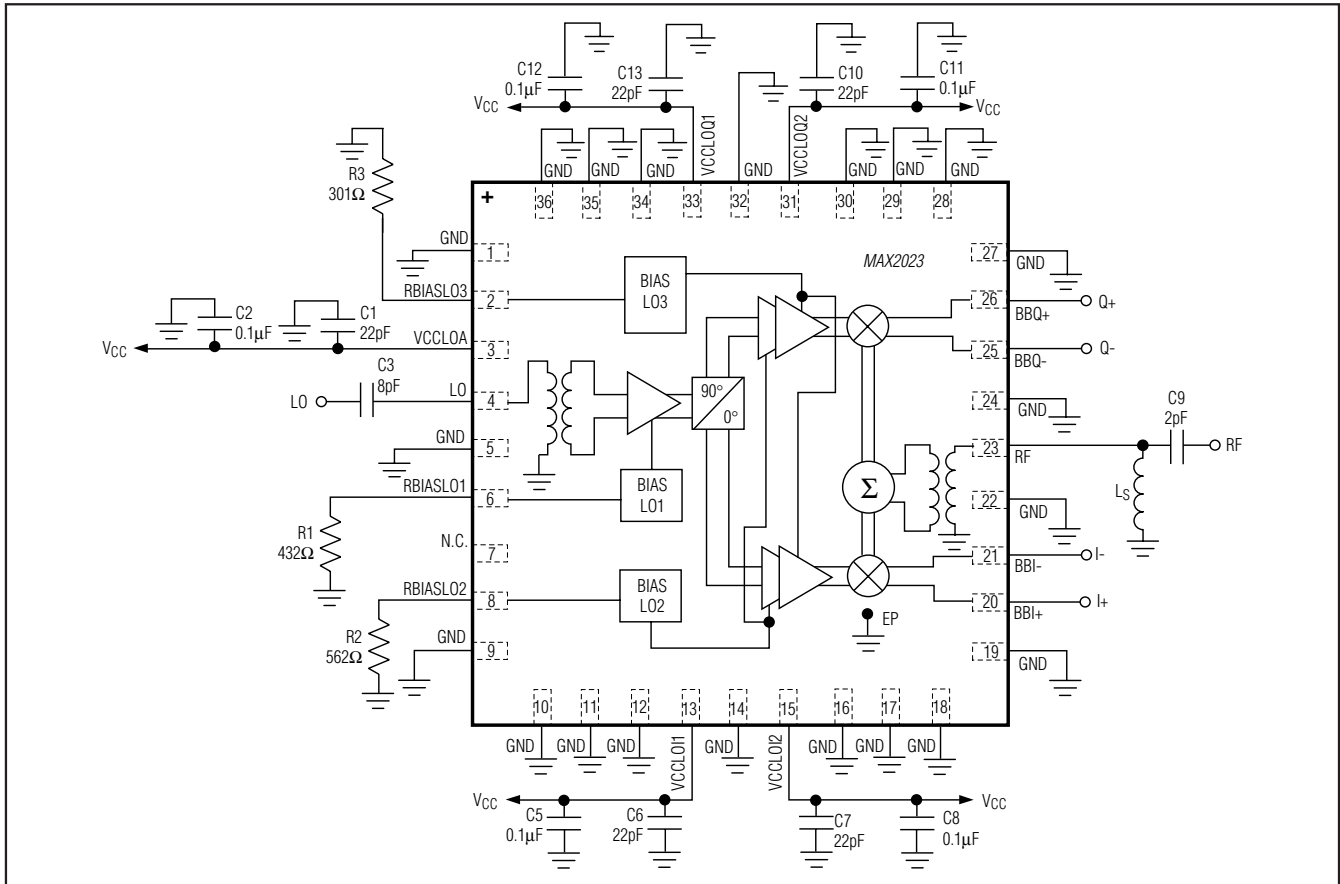 C12
0.1µF
C13
22pF
C10
22pF
C11
0.1µF
VCC
VCC
GND
GND
GND
VCCLOQ1
GND
VCCLOQ2
GND
GND
GND
R3
301Ω
+
36
35
34
33
32
31
30
29
28
MAX2023
GND
1
RBIASLO3
2
BIAS
LO3
C2
0.1µF
C1
22pF
VCC
VCCLOA
3
C3
8pF
LO
LO
4
90°
0°
GND
5
RBIASLO1
6
BIAS
LO1
R1
432Ω
N.C.
7
RBIASLO2
8
BIAS
LO2
R2
562Ω
GND
9
Σ
EP
27
GND
26
BBQ+
Q+
25
BBQ-
Q-
24
GND
C9
2pF
23
RF
RF
LS
22
GND
21
BBI-
I-
20
BBI+
I+
19
GND
10
11
12
13
14
15
16
17
18
GND
GND
GND
VCCLOI1
GND
VCCLOI2
GND
GND
GND
VCC
C5
0.1µF
C6
22pF
C7
22pF
C8
0.1µF
VCC